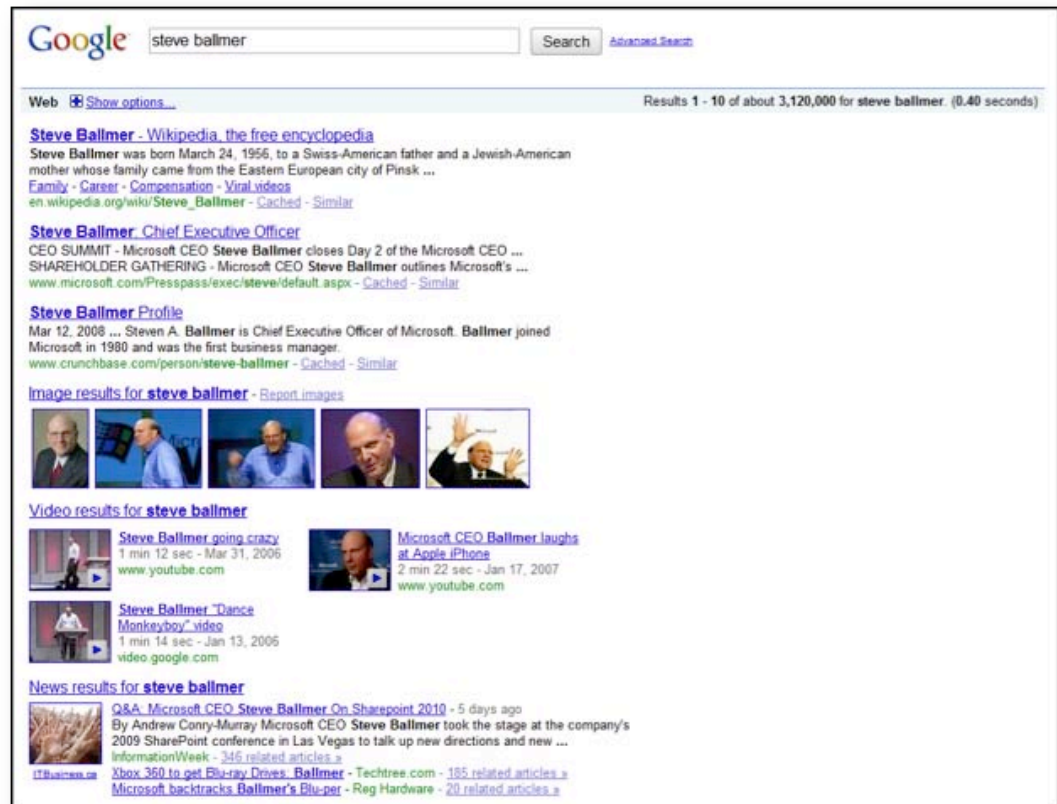 Google
steve ballmer
Search
Advanced Search
Web Show options...
Results 1 - 10 of about 3,120,000 for steve ballmer. (0.40 seconds)
Steve Ballmer - Wikipedia, the free encyclopedia
Steve Ballmer was born March 24, 1956, to a Swiss-American father and a Jewish-American
mother whose family came from the Eastern European city of Pinsk ...
Family - Career - Compensation - Viral videos
en.wikipedia.org/wiki/Steve_Ballmer - Cached - Similar
Steve Ballmer: Chief Executive Officer
CEO SUMMIT - Microsoft CEO Steve Ballmer closes Day 2 of the Microsoft CEO ...
SHAREHOLDER GATHERING - Microsoft CEO Steve Ballmer outlines Microsoft's ...
www.microsoft.com/Presspass/exec/steve/default.aspx - Cached - Similar
Steve Ballmer Profile
Mar 12, 2008 ... Steven A. Ballmer is Chief Executive Officer of Microsoft. Ballmer joined
Microsoft in 1980 and was the first business manager.
www.crunchbase.com/person/steve-ballmer - Cached - Similar
Image results for steve ballmer - Report images
Video results for steve ballmer
Steve Ballmer going crazy
1 min 12 sec - Mar 31, 2006
www.youtube.com
Microsoft CEO Ballmer laughs
at Apple iPhone
2 min 22 sec - Jan 17, 2007
www.youtube.com
Steve Ballmer "Dance
Monkeyboy" video
1 min 14 sec - Jan 13, 2006
video.google.com
News results for steve ballmer
Q&A: Microsoft CEO Steve Ballmer On Sharepoint 2010 - 5 days ago
By Andrew Conry-Murray Microsoft CEO Steve Ballmer took the stage at the company's
2009 SharePoint conference in Las Vegas to talk up new directions and new ...
InformationWeek - 346 related articles »
ITBusiness.ca
Xbox 360 to get Blu-ray Drives: Ballmer - Techtree.com - 185 related articles »
Microsoft backtracks Ballmer's Blu-per - Reg Hardware - 20 related articles »